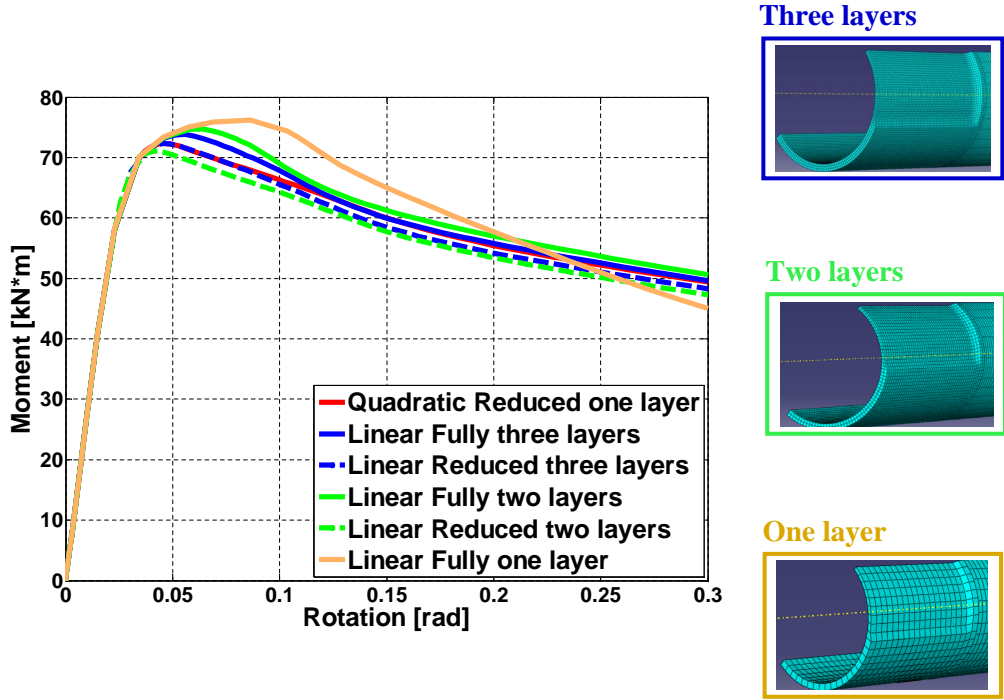 Three layers
80
70
60
50
40
30
20
10
0
Moment [kN*m]
Quadratic Reduced one layer
Linear Fully three layers
Linear Reduced three layers
Linear Fully two layers
Linear Reduced two layers
Linear Fully one layer
0 0.05 0.1 0.15 0.2 0.25 0.3
Rotation [rad]
Two layers
One layer